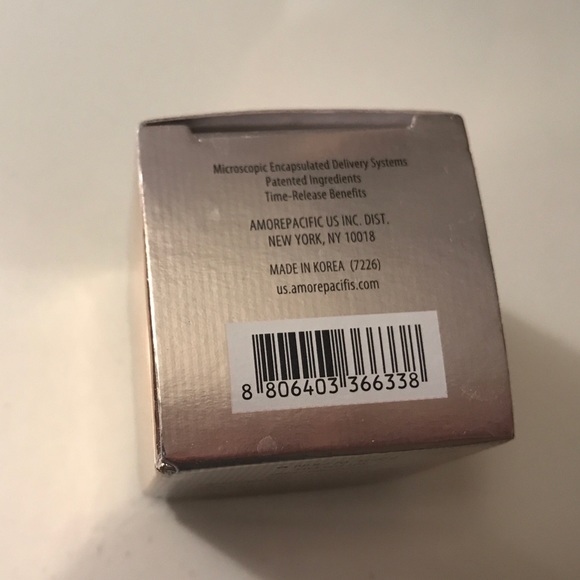 Microscopic Encapsulated Delivery Systems
Patented Ingredients
Time-Release Benefits
AMOREPACIFIC US INC. DIST.
NEW YORK, NY 10018
MADE IN KOREA (7226)
us.amorepacifis.com
8 806403 366338